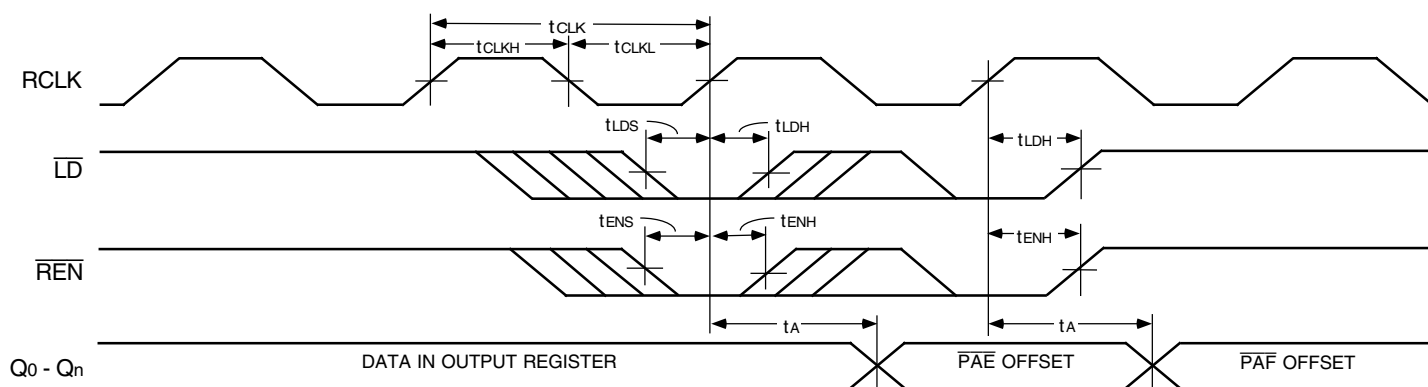 tCLK
tCLKH
tCLKL
RCLK
tLDS
tLDH
tLDH
LD
tENS
tENH
tENH
REN
tA
tA
Q0 - Qn
DATA IN OUTPUT REGISTER
PAE OFFSET
PAF OFFSET